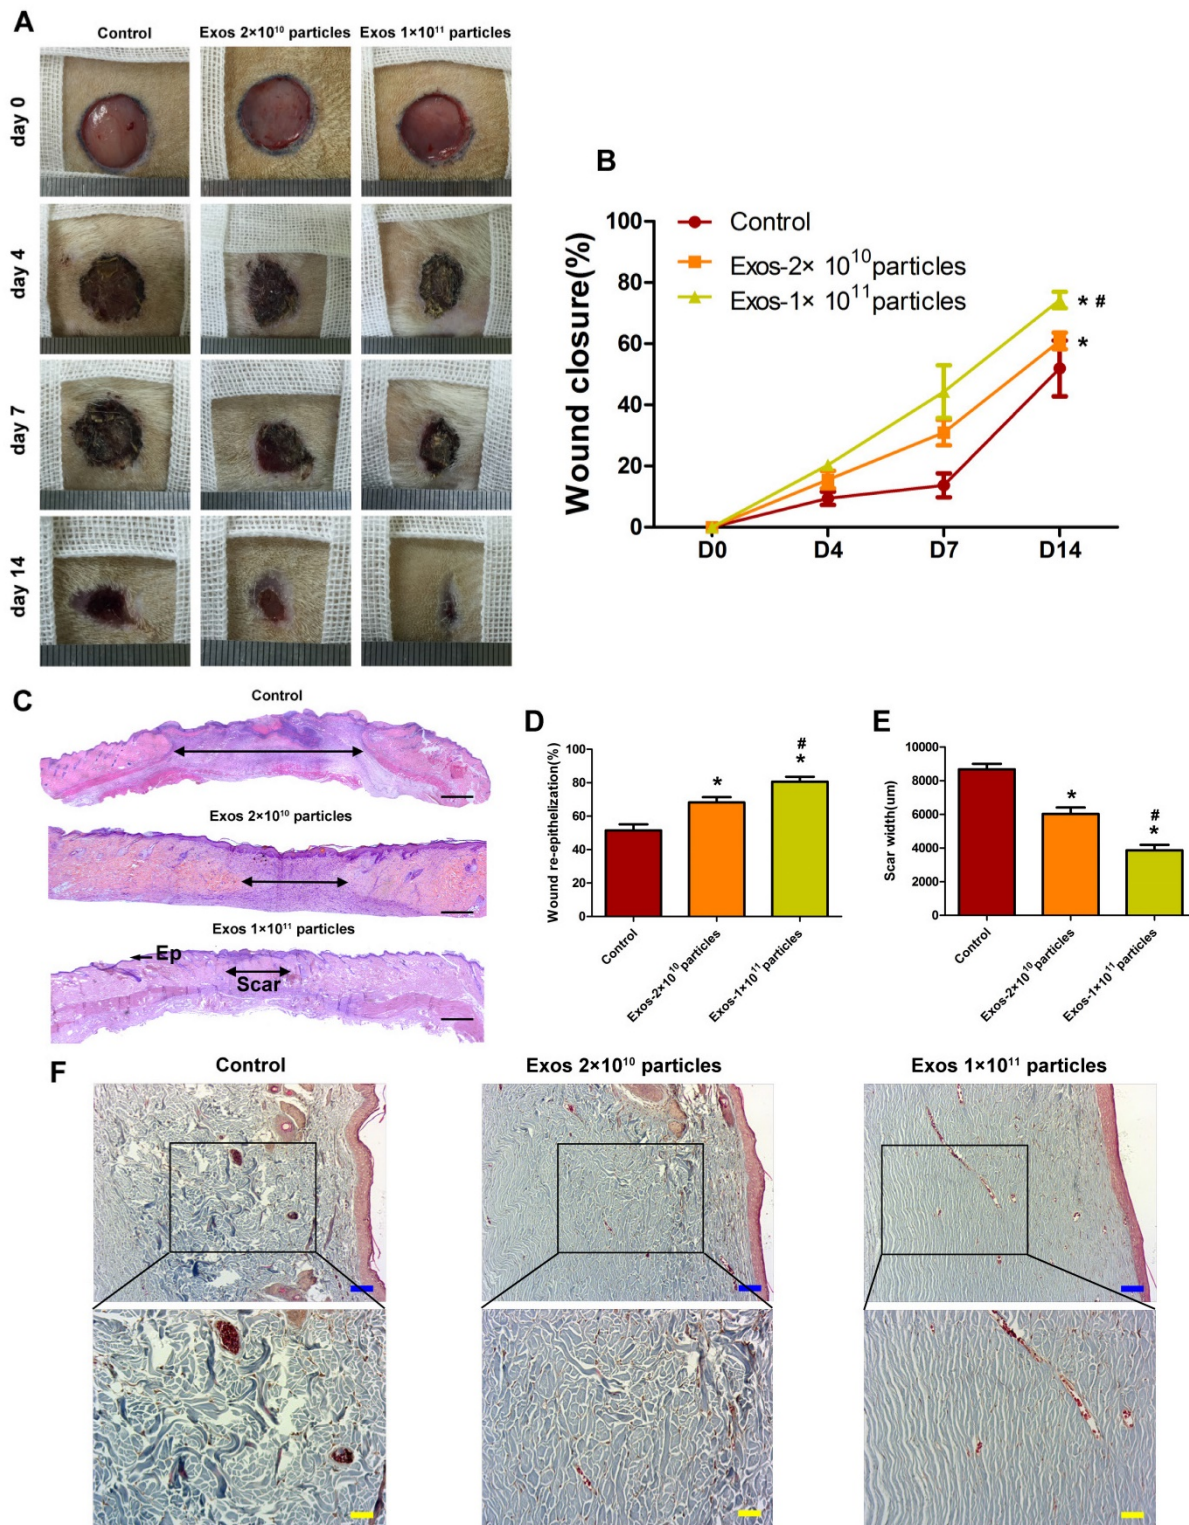 A
Control Exos 2×10¹⁰ particles Exos 1×10¹¹ particles
day 0
day 4
day 7
day 14
B
Wound closure(%)
100
80
60
40
20
0
D0 D4 D7 D14
Control
Exos-2× 10¹⁰particles
Exos-1× 10¹¹particles
* #
*
C
Control
Exos 2×10¹⁰ particles
Exos 1×10¹¹ particles
Ep
Scar
D
Wound re-epithelization(%)
100
80
60
40
20
0
*
#
*
Control
Exos-2×10¹⁰particles
Exos-1×10¹¹particles
E
Scar width(um)
10000
8000
6000
4000
2000
0
*
#
*
Control
Exos-2×10¹⁰particles
Exos-1×10¹¹particles
F
Control Exos 2×10¹⁰ particles Exos 1×10¹¹ particles